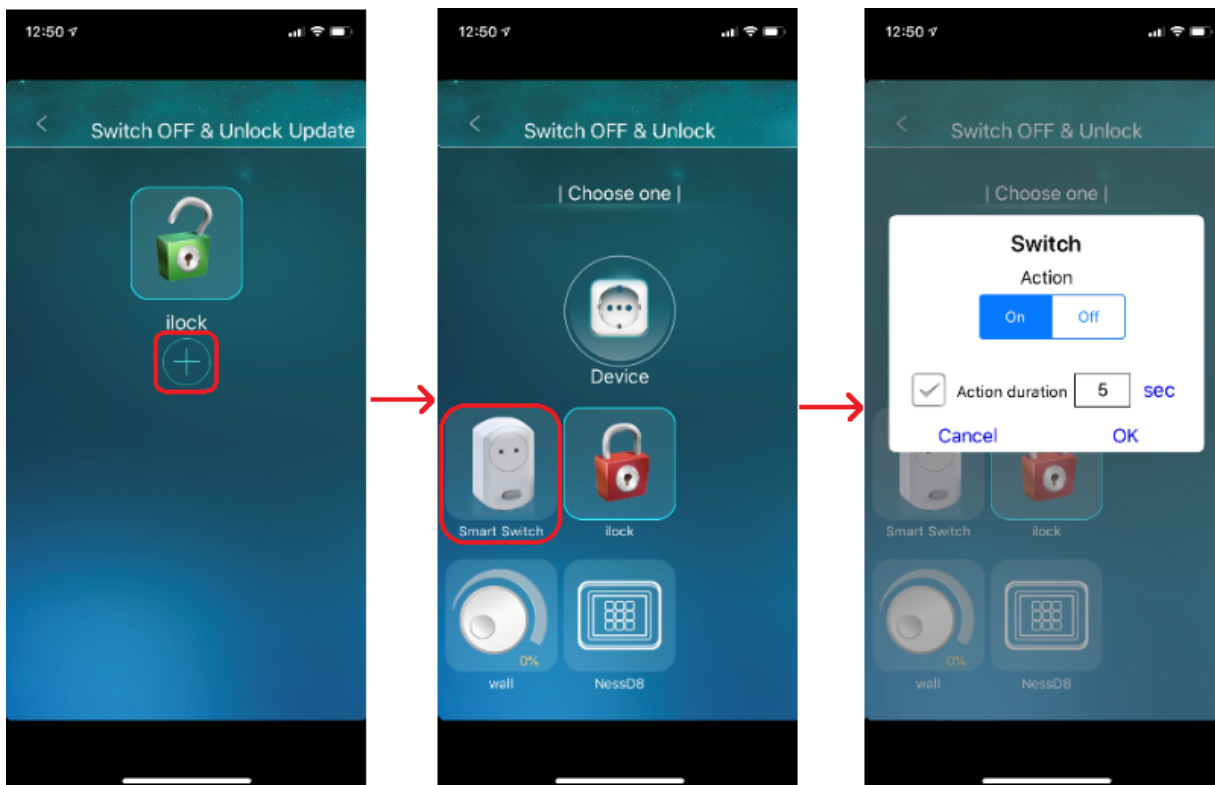 12:50
Switch OFF & Unlock Update
ilock
12:50
Switch OFF & Unlock
| Choose one |
Device
Smart Switch
ilock
0%
wall
NessD8
12:50
Switch OFF & Unlock
| Choose one |
Switch
Action
On
Off
Action duration
5
sec
Cancel
OK
Smart Switch
ilock
0%
wall
NessD8